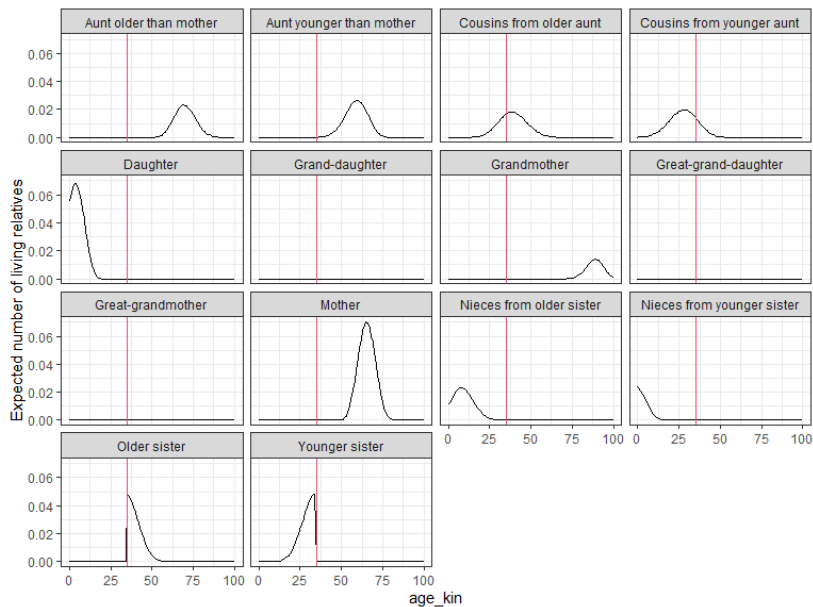 Aunt older than mother
Aunt younger than mother
Cousins from older aunt
Cousins from younger aunt
0.06
0.04
0.02
0.00
Daughter
Grand-daughter
Grandmother
Great-grand-daughter
0.06
0.04
0.02
0.00
Great-grandmother
Mother
Nieces from older sister
Nieces from younger sister
0.06
0.04
0.02
0.00
0 25 50 75 100
0 25 50 75 100
Older sister
Younger sister
0.06
0.04
0.02
0.00
0 25 50 75 100
0 25 50 75 100
Expected number of living relatives
age_kin